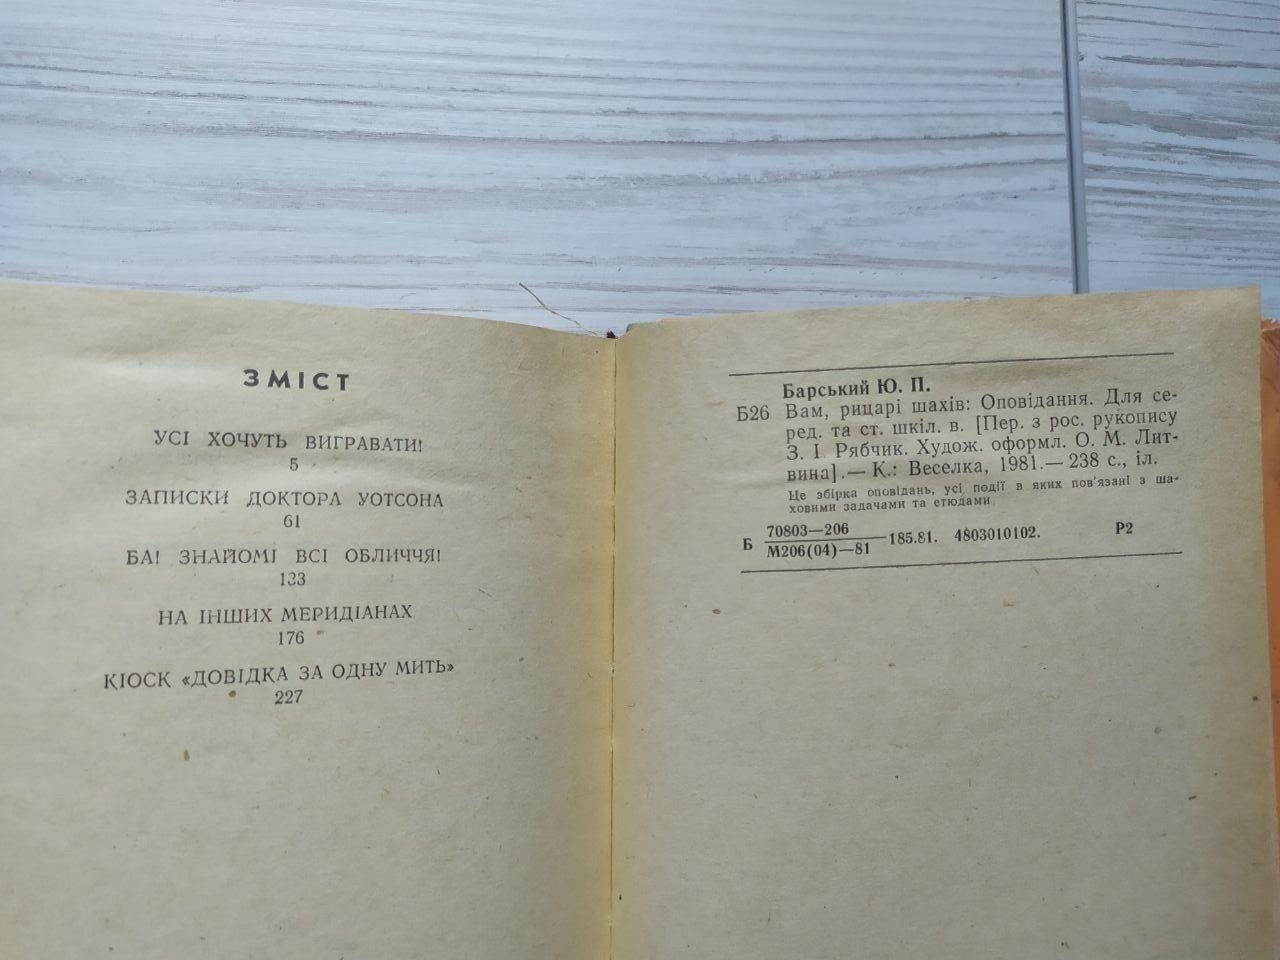 ЗМІСТ
УСІ ХОЧУТЬ ВИГРАВАТИ!
5
ЗАПИСКИ ДОКТОРА УОТСОНА
61
БА! ЗНАЙОМІ ВСІ ОБЛИЧЧЯ!
133
НА ІНШИХ МЕРИДІАНАХ
176
КІОСК «ДОВІДКА ЗА ОДНУ МИТЬ»
227
Барський Ю. П.
Б26 Вам, рицарі шахів: Оповідання. Для се-
ред. та ст. шкіл. в. [Пер. з рос. рукопису
З. І. Рябчик. Худож. оформл. О. М. Лит-
вина].— К.: Веселка, 1981.— 238 с., іл.
Це збірка оповідань, усі події в яких пов'язані з ша-
ховими задачами та етюдами.
Б 70803—206
М206(04)—81 185.81. 4803010102. Р2